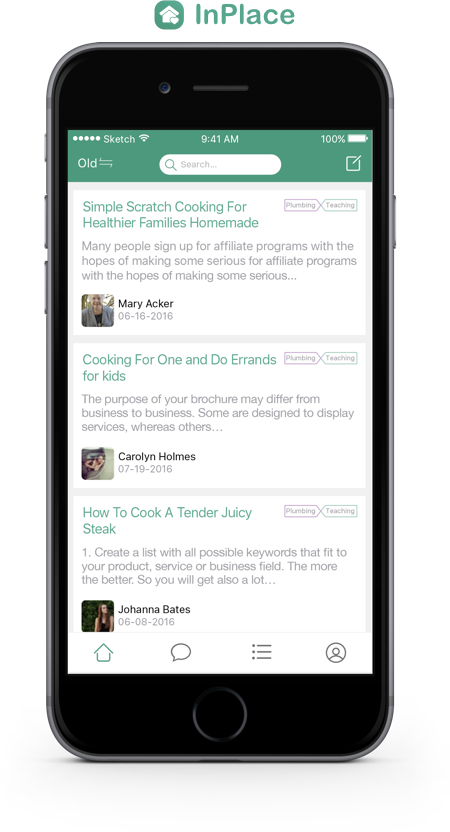 InPlace
Sketch 9:41 AM 100%
Old Search...
Simple Scratch Cooking For
Healthier Families Homemade
Plumbing Teaching
Many people sign up for affiliate programs with the
hopes of making some serious for affiliate programs
with the hopes of making some serious...
Mary Acker
06-16-2016
Cooking For One and Do Errands
for kids
Plumbing Teaching
The purpose of your brochure may differ from
business to business. Some are designed to display
services, whereas others...
Carolyn Holmes
07-19-2016
How To Cook A Tender Juicy
Steak
Plumbing Teaching
1. Create a list with all possible keywords that fit to
your product, service or business field. The more
the better. So you will get also a lot...
Johanna Bates
06-08-2016